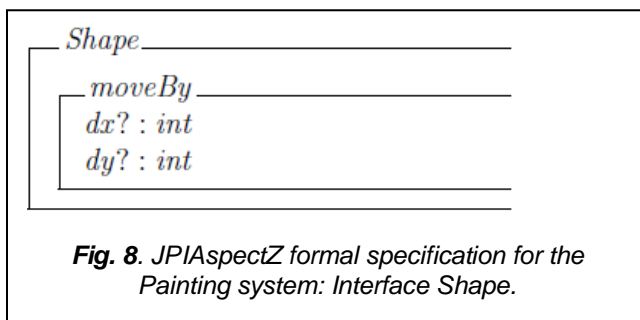 Shape
moveBy
dx? : int
dy? : int
Fig. 8. JPIAspectZ formal specification for the
Painting system: Interface Shape.